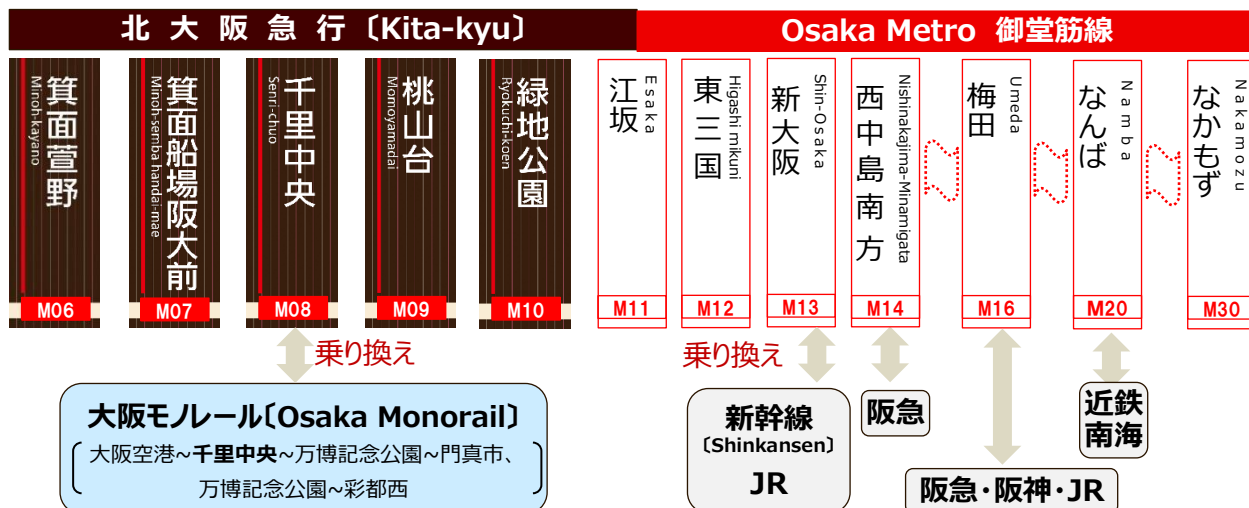 北大阪急行〔Kita-kyu〕
Osaka Metro 御堂筋線
箕面萱野
Minoh-kayano
M06
箕面船場阪大前
Minoh-semba handai-mae
M07
千里中央
Senri-chuo
M08
桃山台
Momoyamadai
M09
緑地公園
Ryokuchi-koen
M10
江坂
Esaka
M11
東三国
Higashi mikuni
M12
新大阪
Shin-Osaka
M13
西中島南方
Nishinakajima-Minamigata
M14
梅田
Umeda
M16
なんば
Namba
M20
なかもず
Nakamozu
M30
乗り換え
乗り換え
大阪モノレール〔Osaka Monorail〕
大阪空港~千里中央~万博記念公園~門真市、
万博記念公園~彩都西
新幹線
〔Shinkansen〕
JR
阪急
阪急・阪神・JR
近鉄
南海